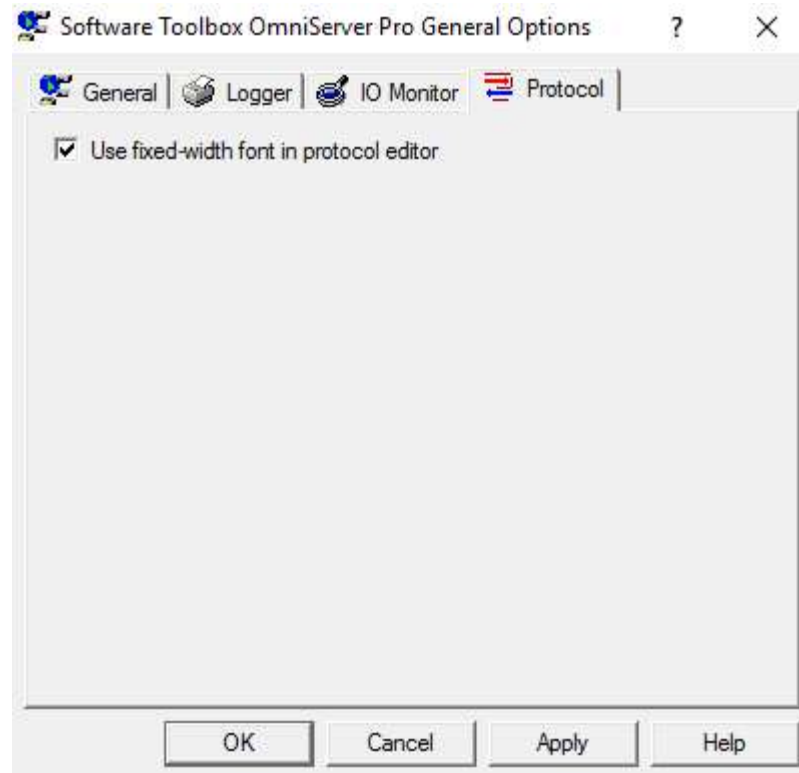 Software Toolbox OmniServer Pro General Options ?
General Logger IO Monitor Protocol
Use fixed-width font in protocol editor
OK Cancel Apply Help